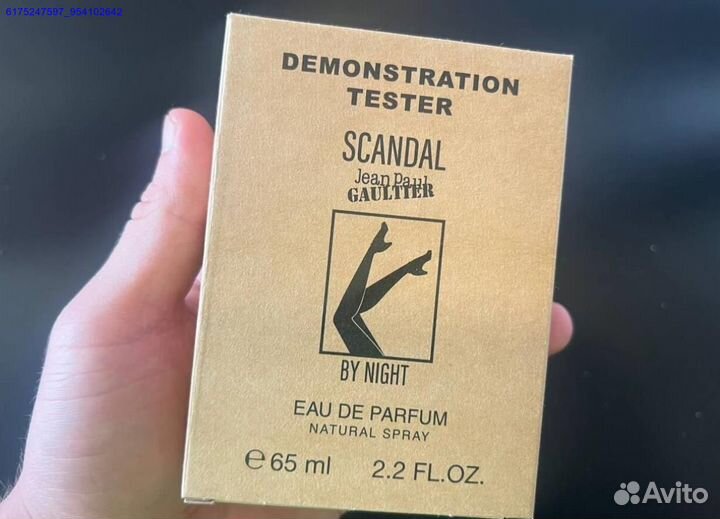 6175247597_954102642
DEMONSTRATION
TESTER
SCANDAL
Jean Paul
GAULTIER
BY NIGHT
EAU DE PARFUM
NATURAL SPRAY
℮ 65 ml 2.2 FL.OZ.
Avito